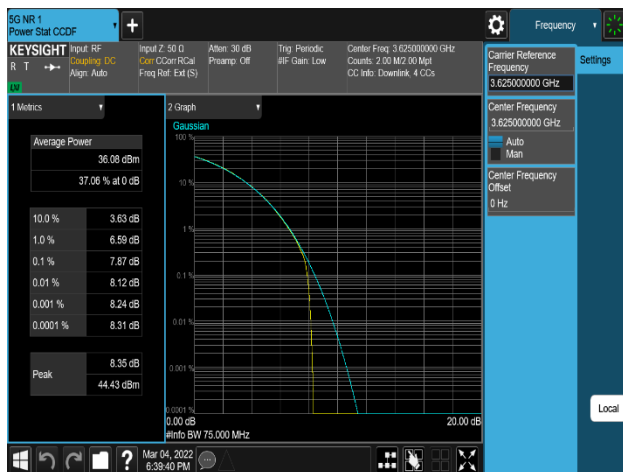 5G NR 1
Power Stat CCDF
Frequency
KEYSIGHT
R T
LXI
Input: RF
Coupling: DC
Align: Auto
Input Z: 50 Ω
Corr CCorr RCal
Freq Ref: Ext (S)
Atten: 30 dB
Preamp: Off
Trig: Periodic
#IF Gain: Low
Center Freq: 3.625000000 GHz
Counts: 2.00 M/2.00 Mpt
CC Info: Downlink, 4 CCs
Carrier Reference
Frequency
3.625000000 GHz
Settings
Center Frequency
3.625000000 GHz
Auto
Man
Center Frequency
Offset
0 Hz
Local
1 Metrics
Average Power
36.08 dBm
37.06 % at 0 dB
10.0 % 3.63 dB
1.0 % 6.59 dB
0.1 % 7.87 dB
0.01 % 8.12 dB
0.001 % 8.24 dB
0.0001 % 8.31 dB
Peak 8.35 dB
44.43 dBm
2 Graph
Gaussian
100 %
10 %
1 %
0.1 %
0.01 %
0.001 %
0.0001 %
0.00 dB 20.00 dB
#Info BW 75.000 MHz
?
Mar 04, 2022
6:39:40 PM